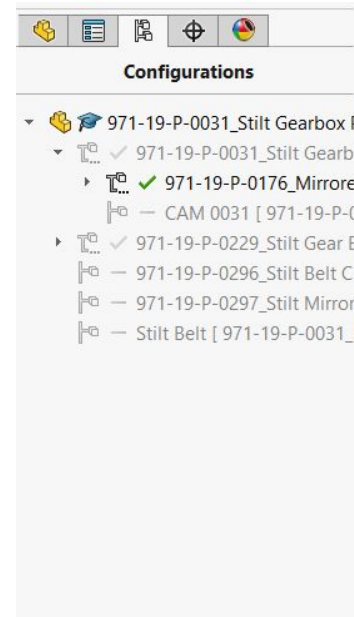 Configurations
971-19-P-0031_Stilt Gearbox
971-19-P-0031_Stilt Gearb
971-19-P-0176_Mirrore
CAM 0031 [ 971-19-P-0
971-19-P-0229_Stilt Gear
971-19-P-0296_Stilt Belt C
971-19-P-0297_Stilt Mirror
Stilt Belt [ 971-19-P-0031_